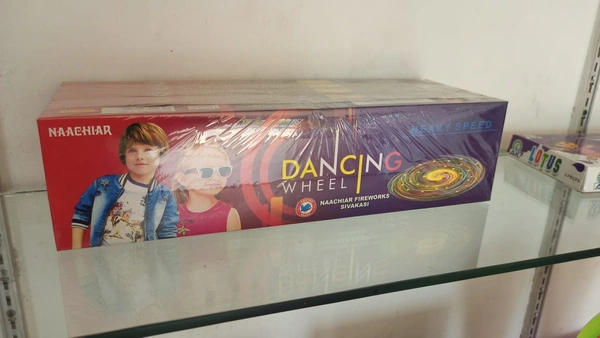 NAACHIAR
DANCING
WHEEL
NAACHIAR FIREWORKS
SIVAKASI
LOTUS